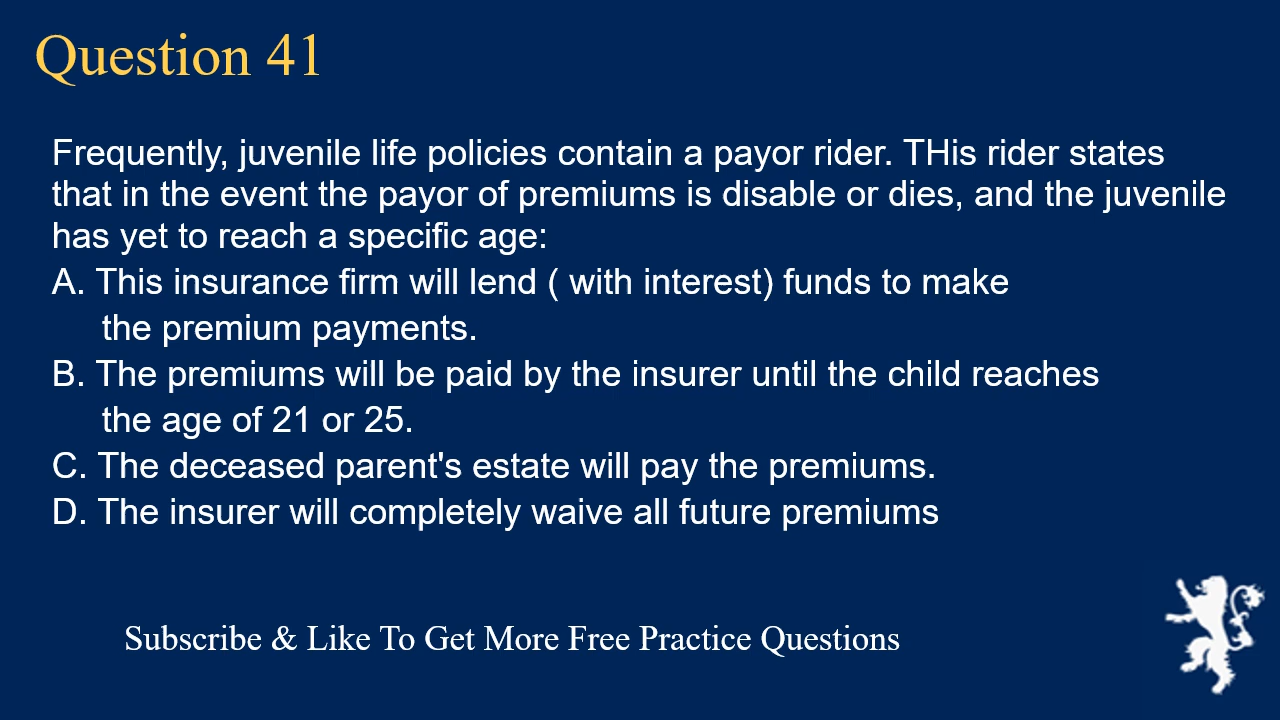 Question 41
Frequently, juvenile life policies contain a payor rider. THis rider states
that in the event the payor of premiums is disable or dies, and the juvenile
has yet to reach a specific age:
A. This insurance firm will lend ( with interest) funds to make
the premium payments.
B. The premiums will be paid by the insurer until the child reaches
the age of 21 or 25.
C. The deceased parent's estate will pay the premiums.
D. The insurer will completely waive all future premiums
Subscribe & Like To Get More Free Practice Questions